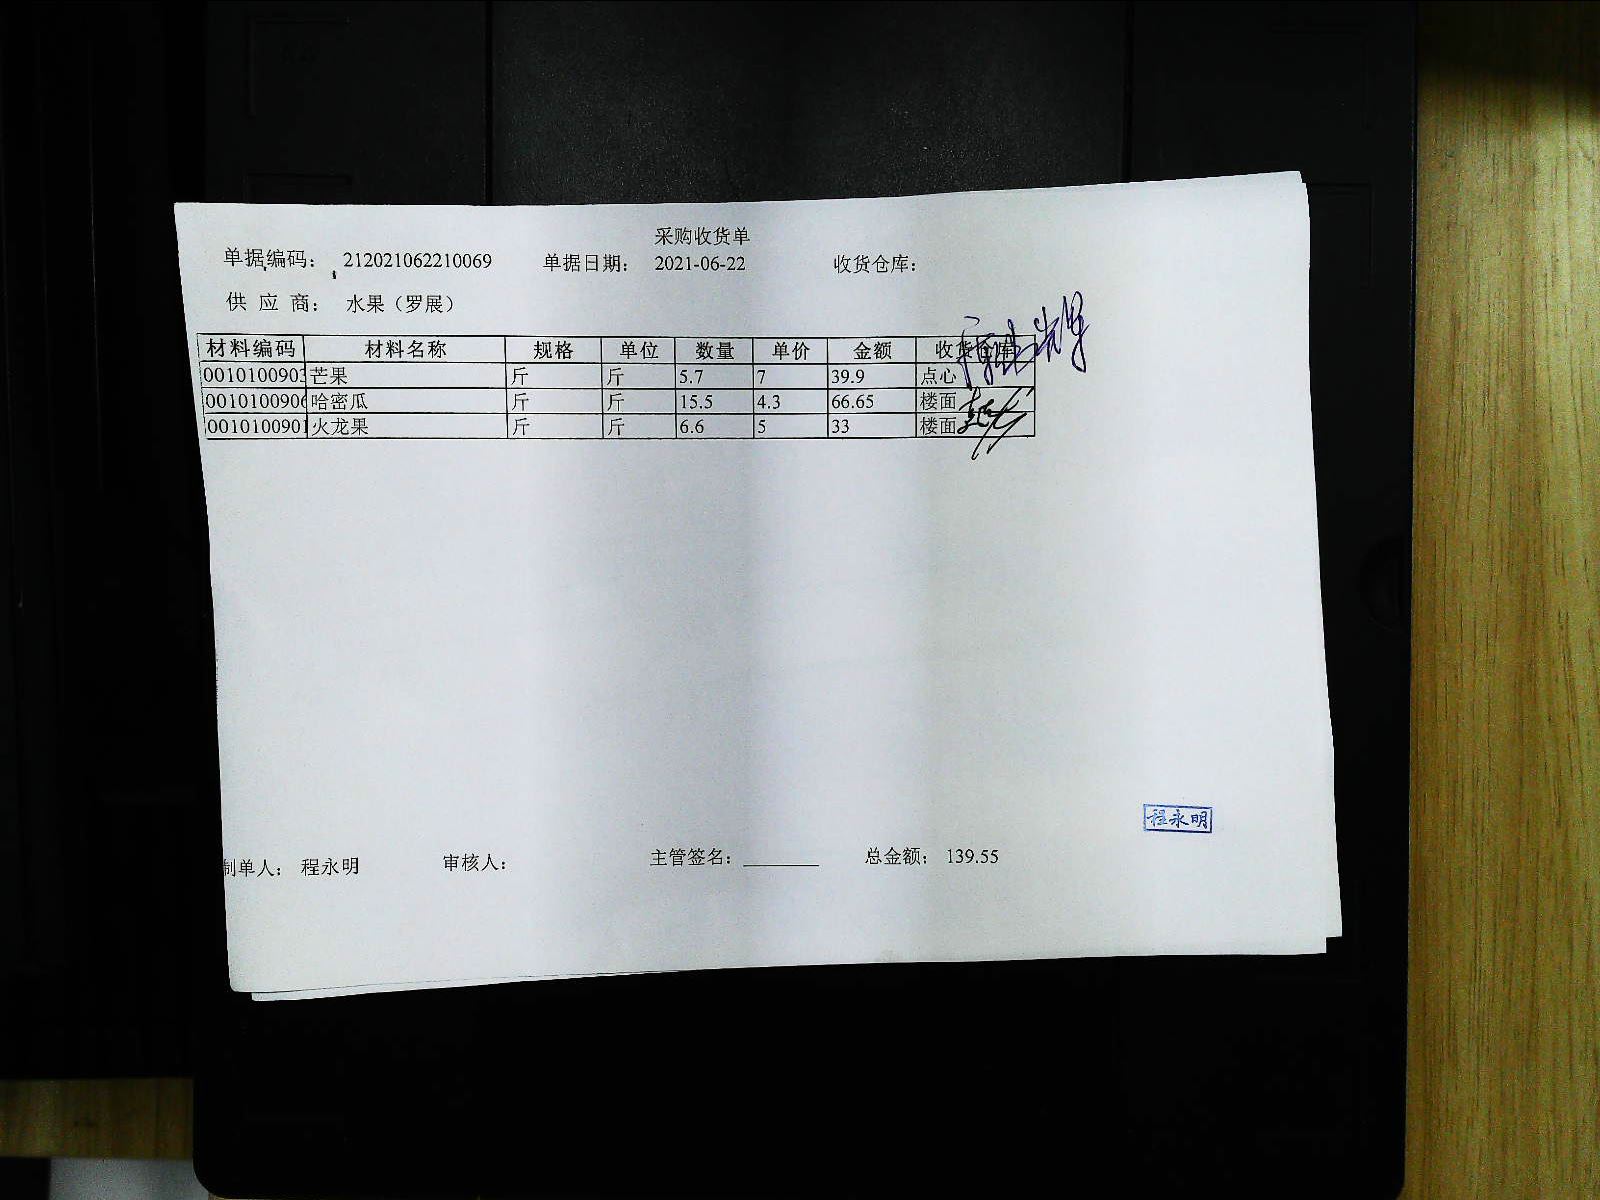 采购收货单
单据编码： 212021062210069 单据日期： 2021-06-22 收货仓库：
供 应 商： 水果（罗展）
材料编码 材料名称 规格 单位 数量 单价 金额 收货仓库
0010100903 芒果 斤 斤 5.7 7 39.9 点心
0010100906 哈密瓜 斤 斤 15.5 4.3 66.65 楼面
0010100901 火龙果 斤 斤 6.6 5 33 楼面
程永明
制单人： 程永明 审核人： 主管签名： 总金额： 139.55